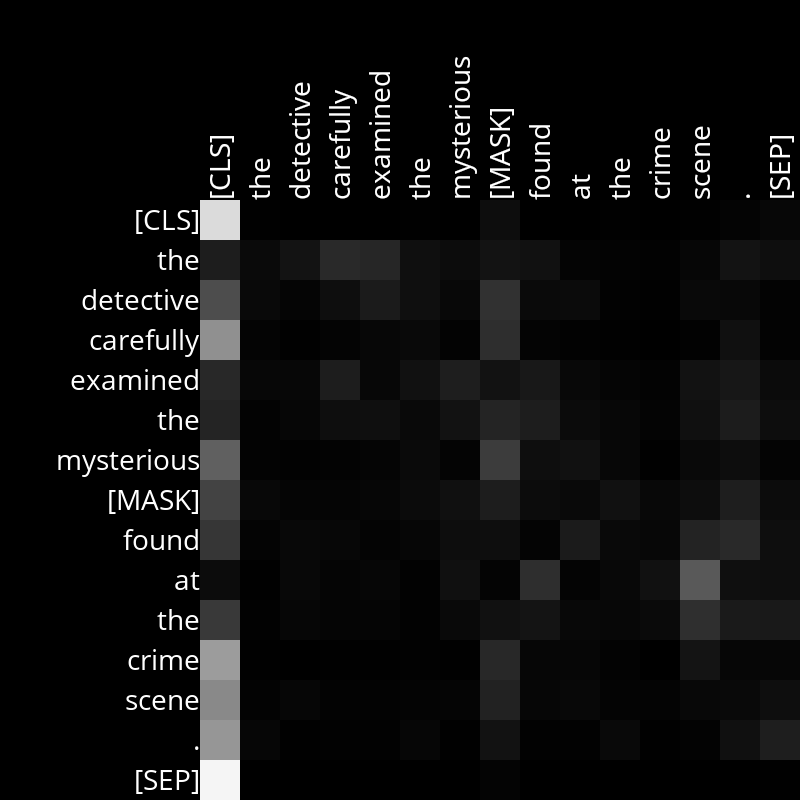 [CLS] the detective carefully examined the mysterious [MASK] found at the crime scene . [SEP]
[CLS]
the
detective
carefully
examined
the
mysterious
[MASK]
found
at
the
crime
scene
.
[SEP]